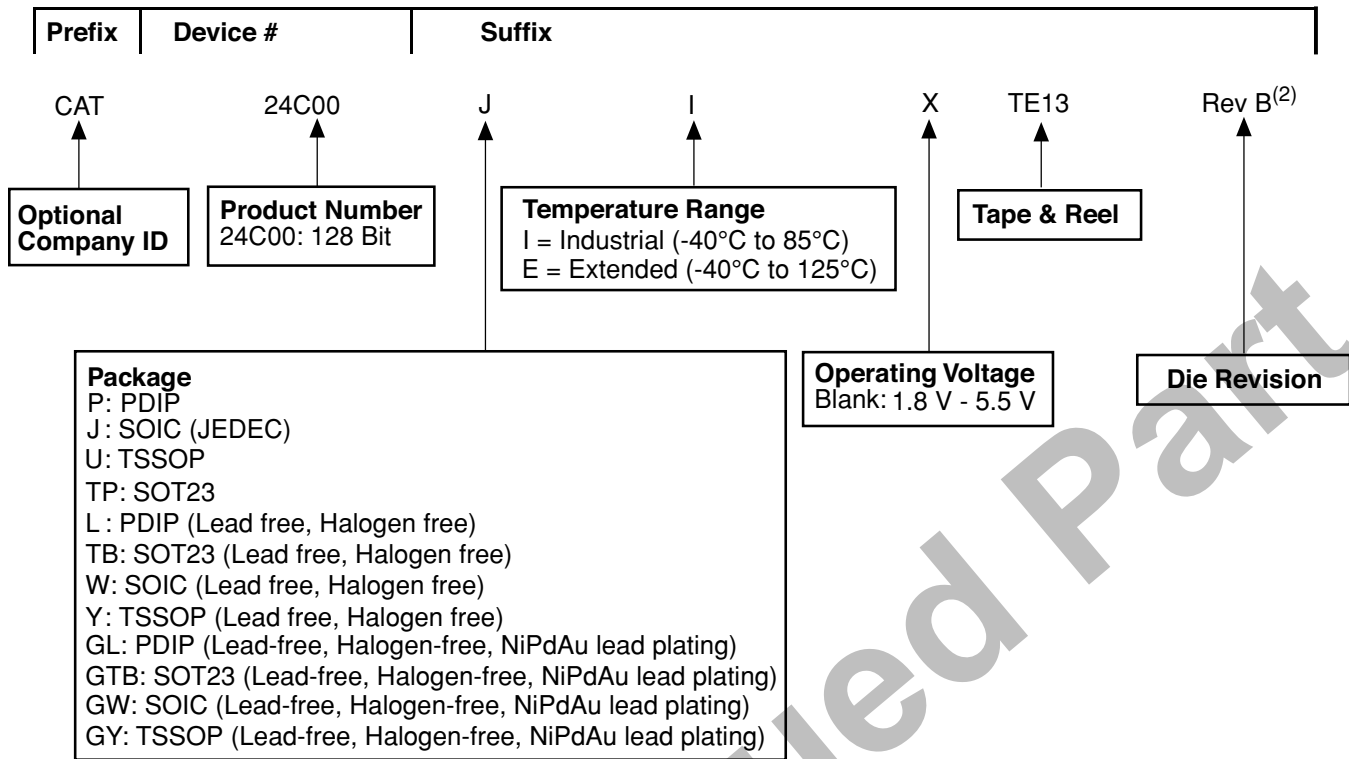 Prefix Device # Suffix
CAT 24C00 J I X TE13 Rev B(2)
Optional
Company ID
Product Number
24C00: 128 Bit
Temperature Range
I = Industrial (-40°C to 85°C)
E = Extended (-40°C to 125°C)
Tape & Reel
Package
P: PDIP
J : SOIC (JEDEC)
U: TSSOP
TP: SOT23
L : PDIP (Lead free, Halogen free)
TB: SOT23 (Lead free, Halogen free)
W: SOIC (Lead free, Halogen free)
Y: TSSOP (Lead free, Halogen free)
GL: PDIP (Lead-free, Halogen-free, NiPdAu lead plating)
GTB: SOT23 (Lead-free, Halogen-free, NiPdAu lead plating)
GW: SOIC (Lead-free, Halogen-free, NiPdAu lead plating)
GY: TSSOP (Lead-free, Halogen-free, NiPdAu lead plating)
Operating Voltage
Blank: 1.8 V - 5.5 V
Die Revision
Part